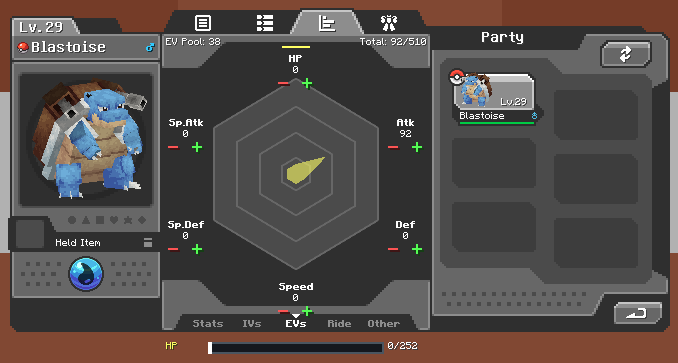 Lv.29
Blastoise ♂
Held Item
EV Pool: 38
Total: 92/510
HP
0
Sp.Atk
0
Atk
92
Sp.Def
0
Def
0
Speed
0
Stats IVs EVs Ride Other
HP 0/252
Party
Lv.29
Blastoise ♂